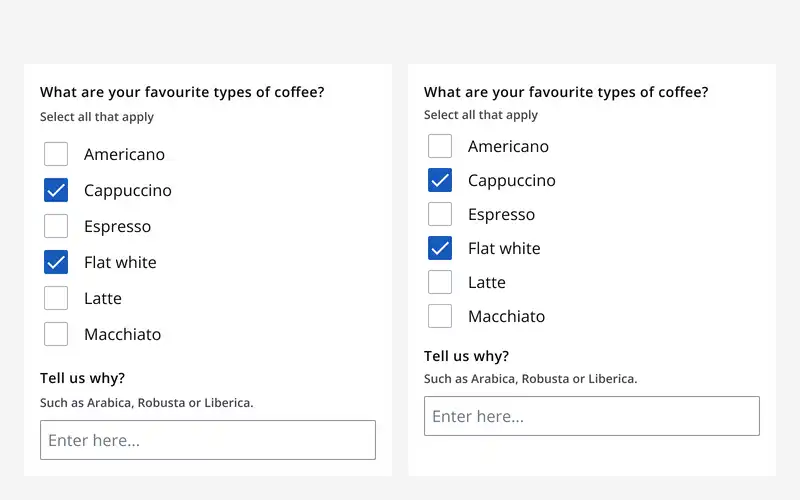 What are your favourite types of coffee?
Select all that apply
Americano
Cappuccino
Espresso
Flat white
Latte
Macchiato
Tell us why?
Such as Arabica, Robusta or Liberica.
Enter here...
What are your favourite types of coffee?
Select all that apply
Americano
Cappuccino
Espresso
Flat white
Latte
Macchiato
Tell us why?
Such as Arabica, Robusta or Liberica.
Enter here...